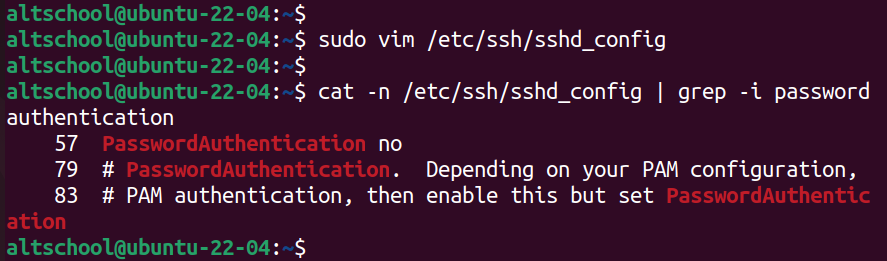 altschool@ubuntu-22-04:~$
altschool@ubuntu-22-04:~$ sudo vim /etc/ssh/sshd_config
altschool@ubuntu-22-04:~$
altschool@ubuntu-22-04:~$ cat -n /etc/ssh/sshd_config | grep -i password
authentication
    57  PasswordAuthentication no
    79  # PasswordAuthentication.  Depending on your PAM configuration,
    83  # PAM authentication, then enable this but set PasswordAuthentic
ation
altschool@ubuntu-22-04:~$